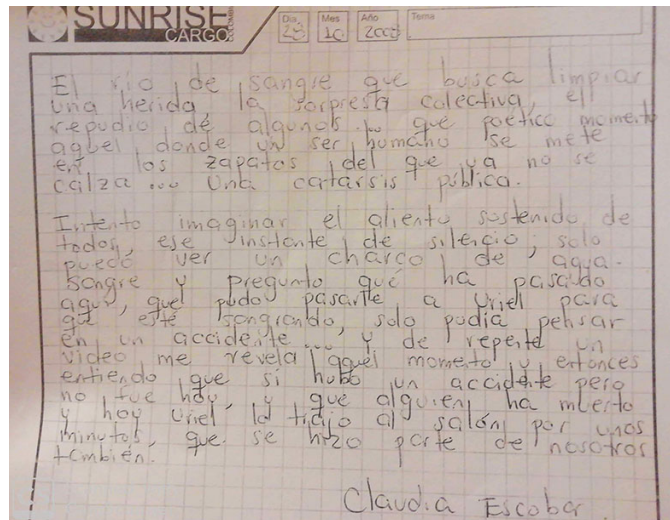 SUNRISE
CARGO
Dia Mes Año Tema
28 10 2008
El río de sangre que busca limpiar
una herida, la sorpresa colectiva, el
repudio de algunos... que poético momento
aquel, donde un ser humano se mete
en los zapatos del que ya no se
calza... Una catarsis pública.
Intento imaginar el aliento sostenido de
todos, ese instante de silencio; solo
puedo ver un charco de agua-
sangre y pregunto qué ha pasado
aquí, qué pudo pasarle a Uriel para
que esté sangrando, solo podía pensar
en un accidente... y de repente un
video me revela aquel momento y entonces
entiendo que si hubo un accidente pero
no fue hoy, y que alguien ha muerto
y hoy Uriel lo trajo al salón por unos
minutos, que se hizo parte de nosotros
también.
Claudia Escobar.